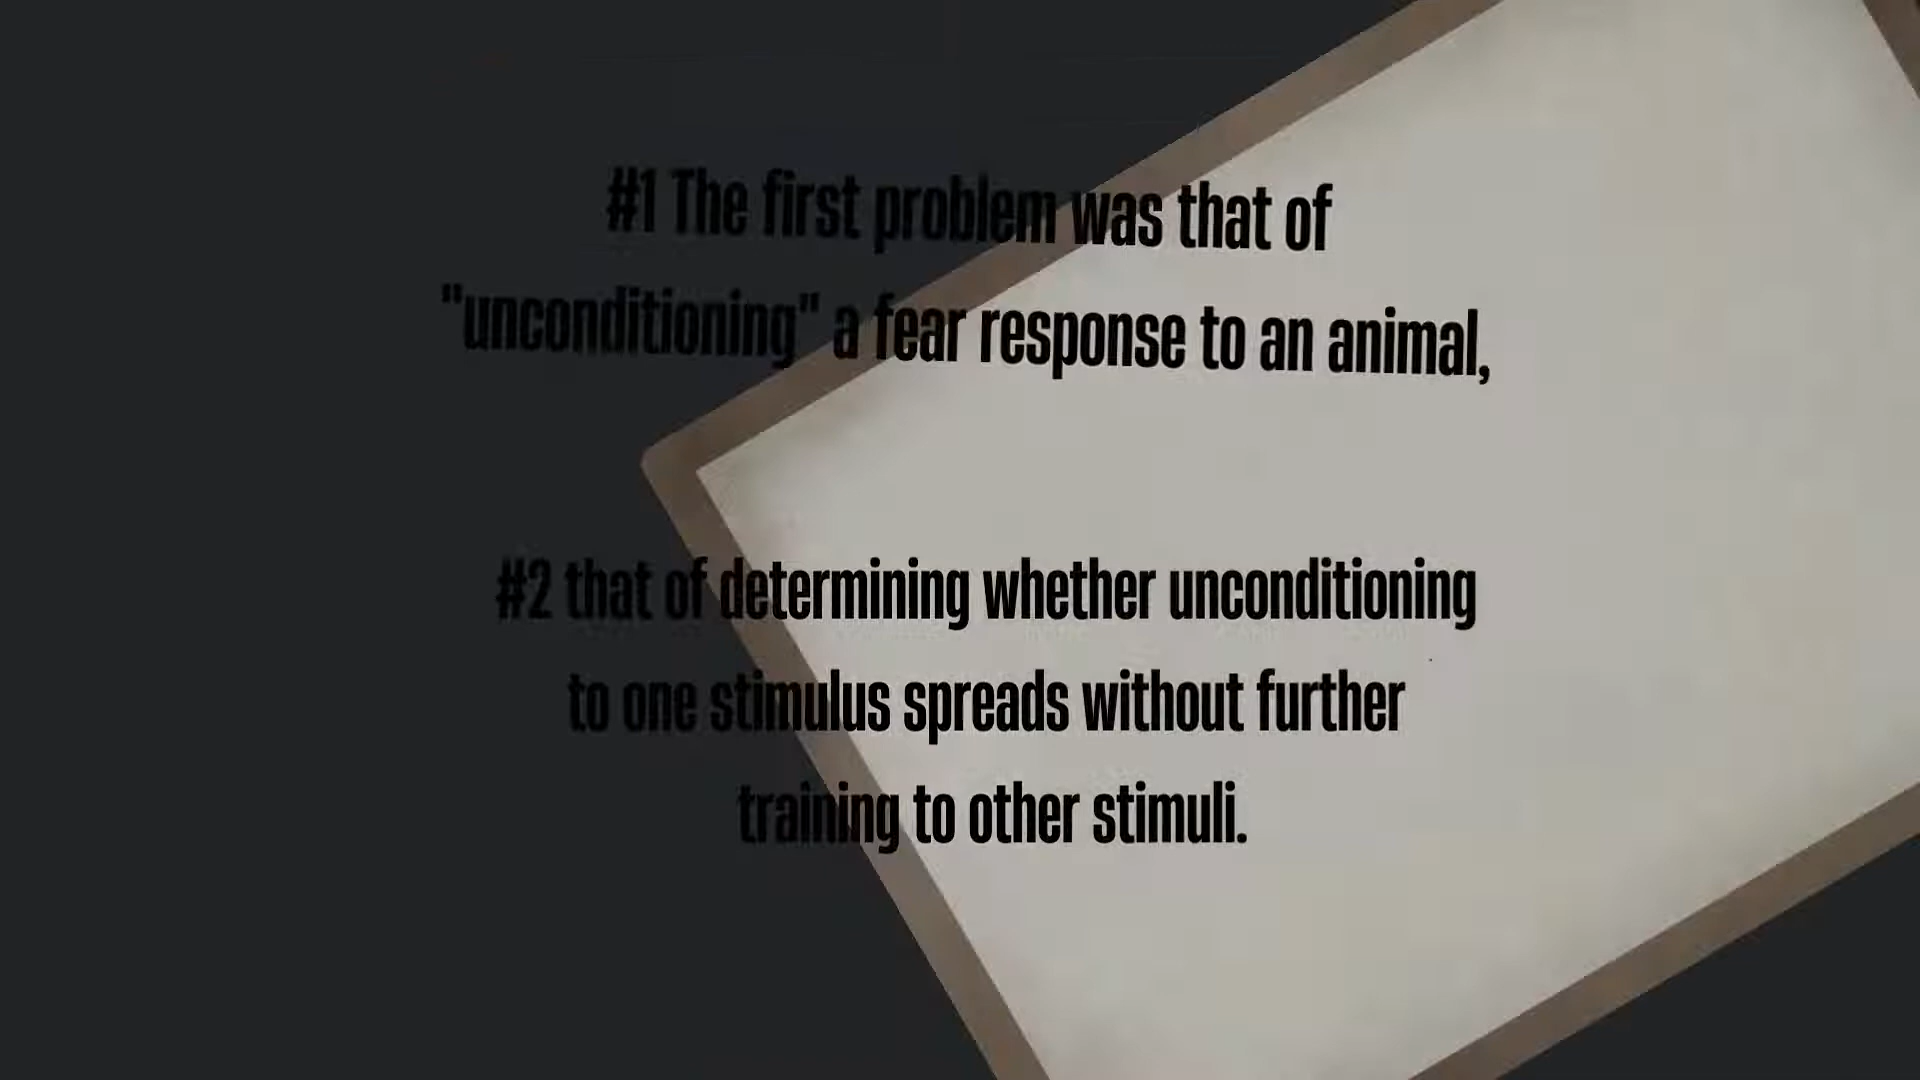 #1 The first problem was that of
"unconditioning" a fear response to an animal,
#2 that of determining whether unconditioning
to one stimulus spreads without further
training to other stimuli.